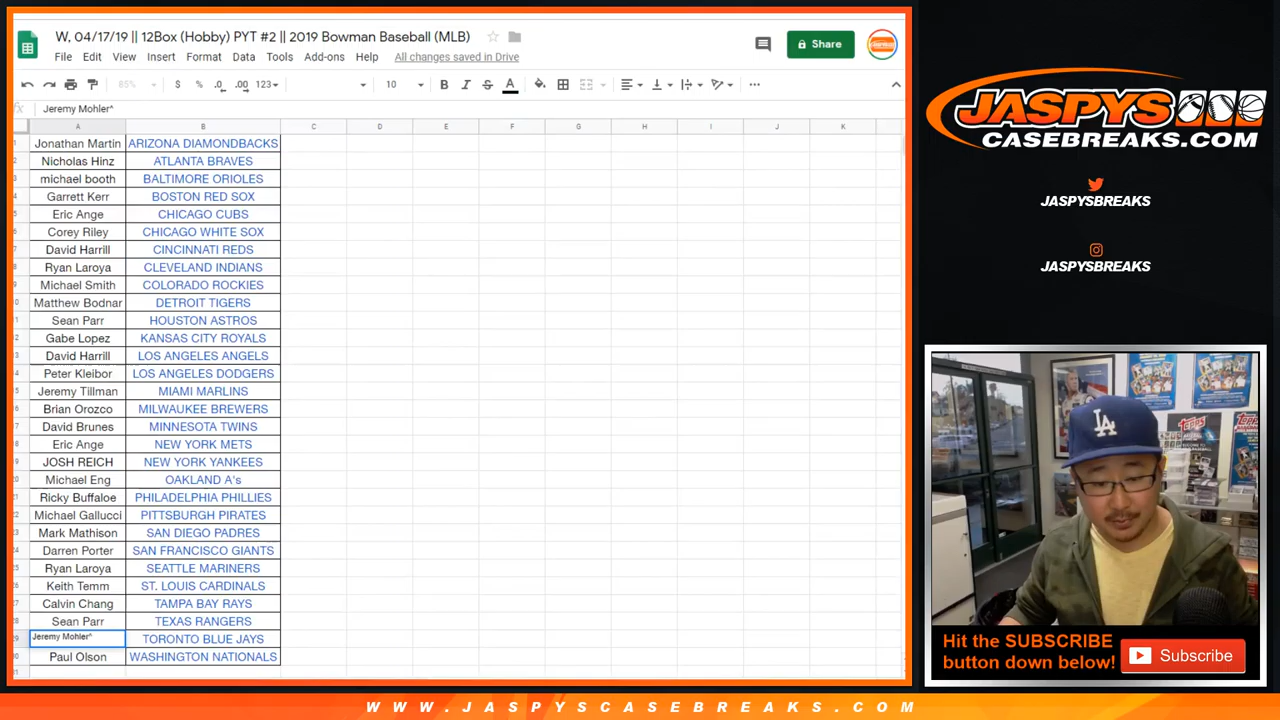 W, 04/17/19 || 12Box (Hobby) PYT #2 || 2019 Bowman Baseball (MLB)
File Edit View Insert Format Data Tools Add-ons Help All changes saved in Drive
Share
85% $ % .0 .00 123 10 B I S A
fx Jeremy Mohler^
A B C D E F G H I J K
Jonathan Martin ARIZONA DIAMONDBACKS
Nicholas Hinz ATLANTA BRAVES
michael booth BALTIMORE ORIOLES
Garrett Kerr BOSTON RED SOX
Eric Ange CHICAGO CUBS
Corey Riley CHICAGO WHITE SOX
David Harrill CINCINNATI REDS
Ryan Laroya CLEVELAND INDIANS
Michael Smith COLORADO ROCKIES
Matthew Bodnar DETROIT TIGERS
Sean Parr HOUSTON ASTROS
Gabe Lopez KANSAS CITY ROYALS
David Harrill LOS ANGELES ANGELS
Peter Kleibor LOS ANGELES DODGERS
Jeremy Tillman MIAMI MARLINS
Brian Orozco MILWAUKEE BREWERS
David Brunes MINNESOTA TWINS
Eric Ange NEW YORK METS
JOSH REICH NEW YORK YANKEES
Michael Eng OAKLAND A's
Ricky Buffaloe PHILADELPHIA PHILLIES
Michael Gallucci PITTSBURGH PIRATES
Mark Mathison SAN DIEGO PADRES
Darren Porter SAN FRANCISCO GIANTS
Ryan Laroya SEATTLE MARINERS
Keith Temm ST. LOUIS CARDINALS
Calvin Chang TAMPA BAY RAYS
Sean Parr TEXAS RANGERS
Jeremy Mohler^ TORONTO BLUE JAYS
Paul Olson WASHINGTON NATIONALS
JASPYS
CASEBREAKS.COM
JASPYSBREAKS
JASPYSBREAKS
LA
TOPPS
Hit the SUBSCRIBE
button down below!
Subscribe
WWW.JASPYSCASEBREAKS.COM